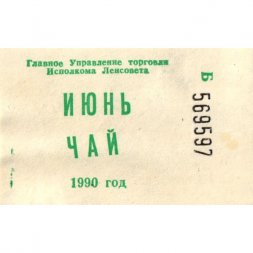 Главное Управление торговли
Исполкома Ленсовета
ИЮНЬ
ЧАЙ
1990 год
Б 569597